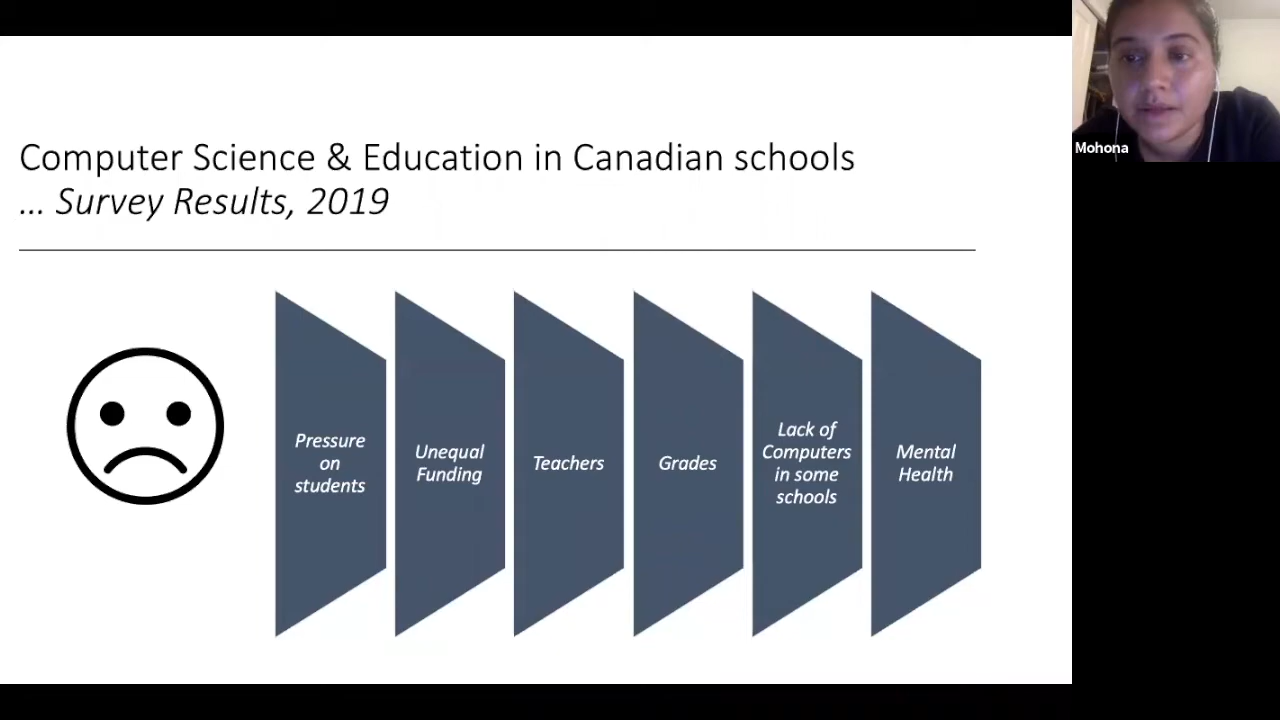 Computer Science & Education in Canadian schools
... Survey Results, 2019
Pressure
on
students
Unequal
Funding
Teachers
Grades
Lack of
Computers
in some
schools
Mental
Health
Mohona